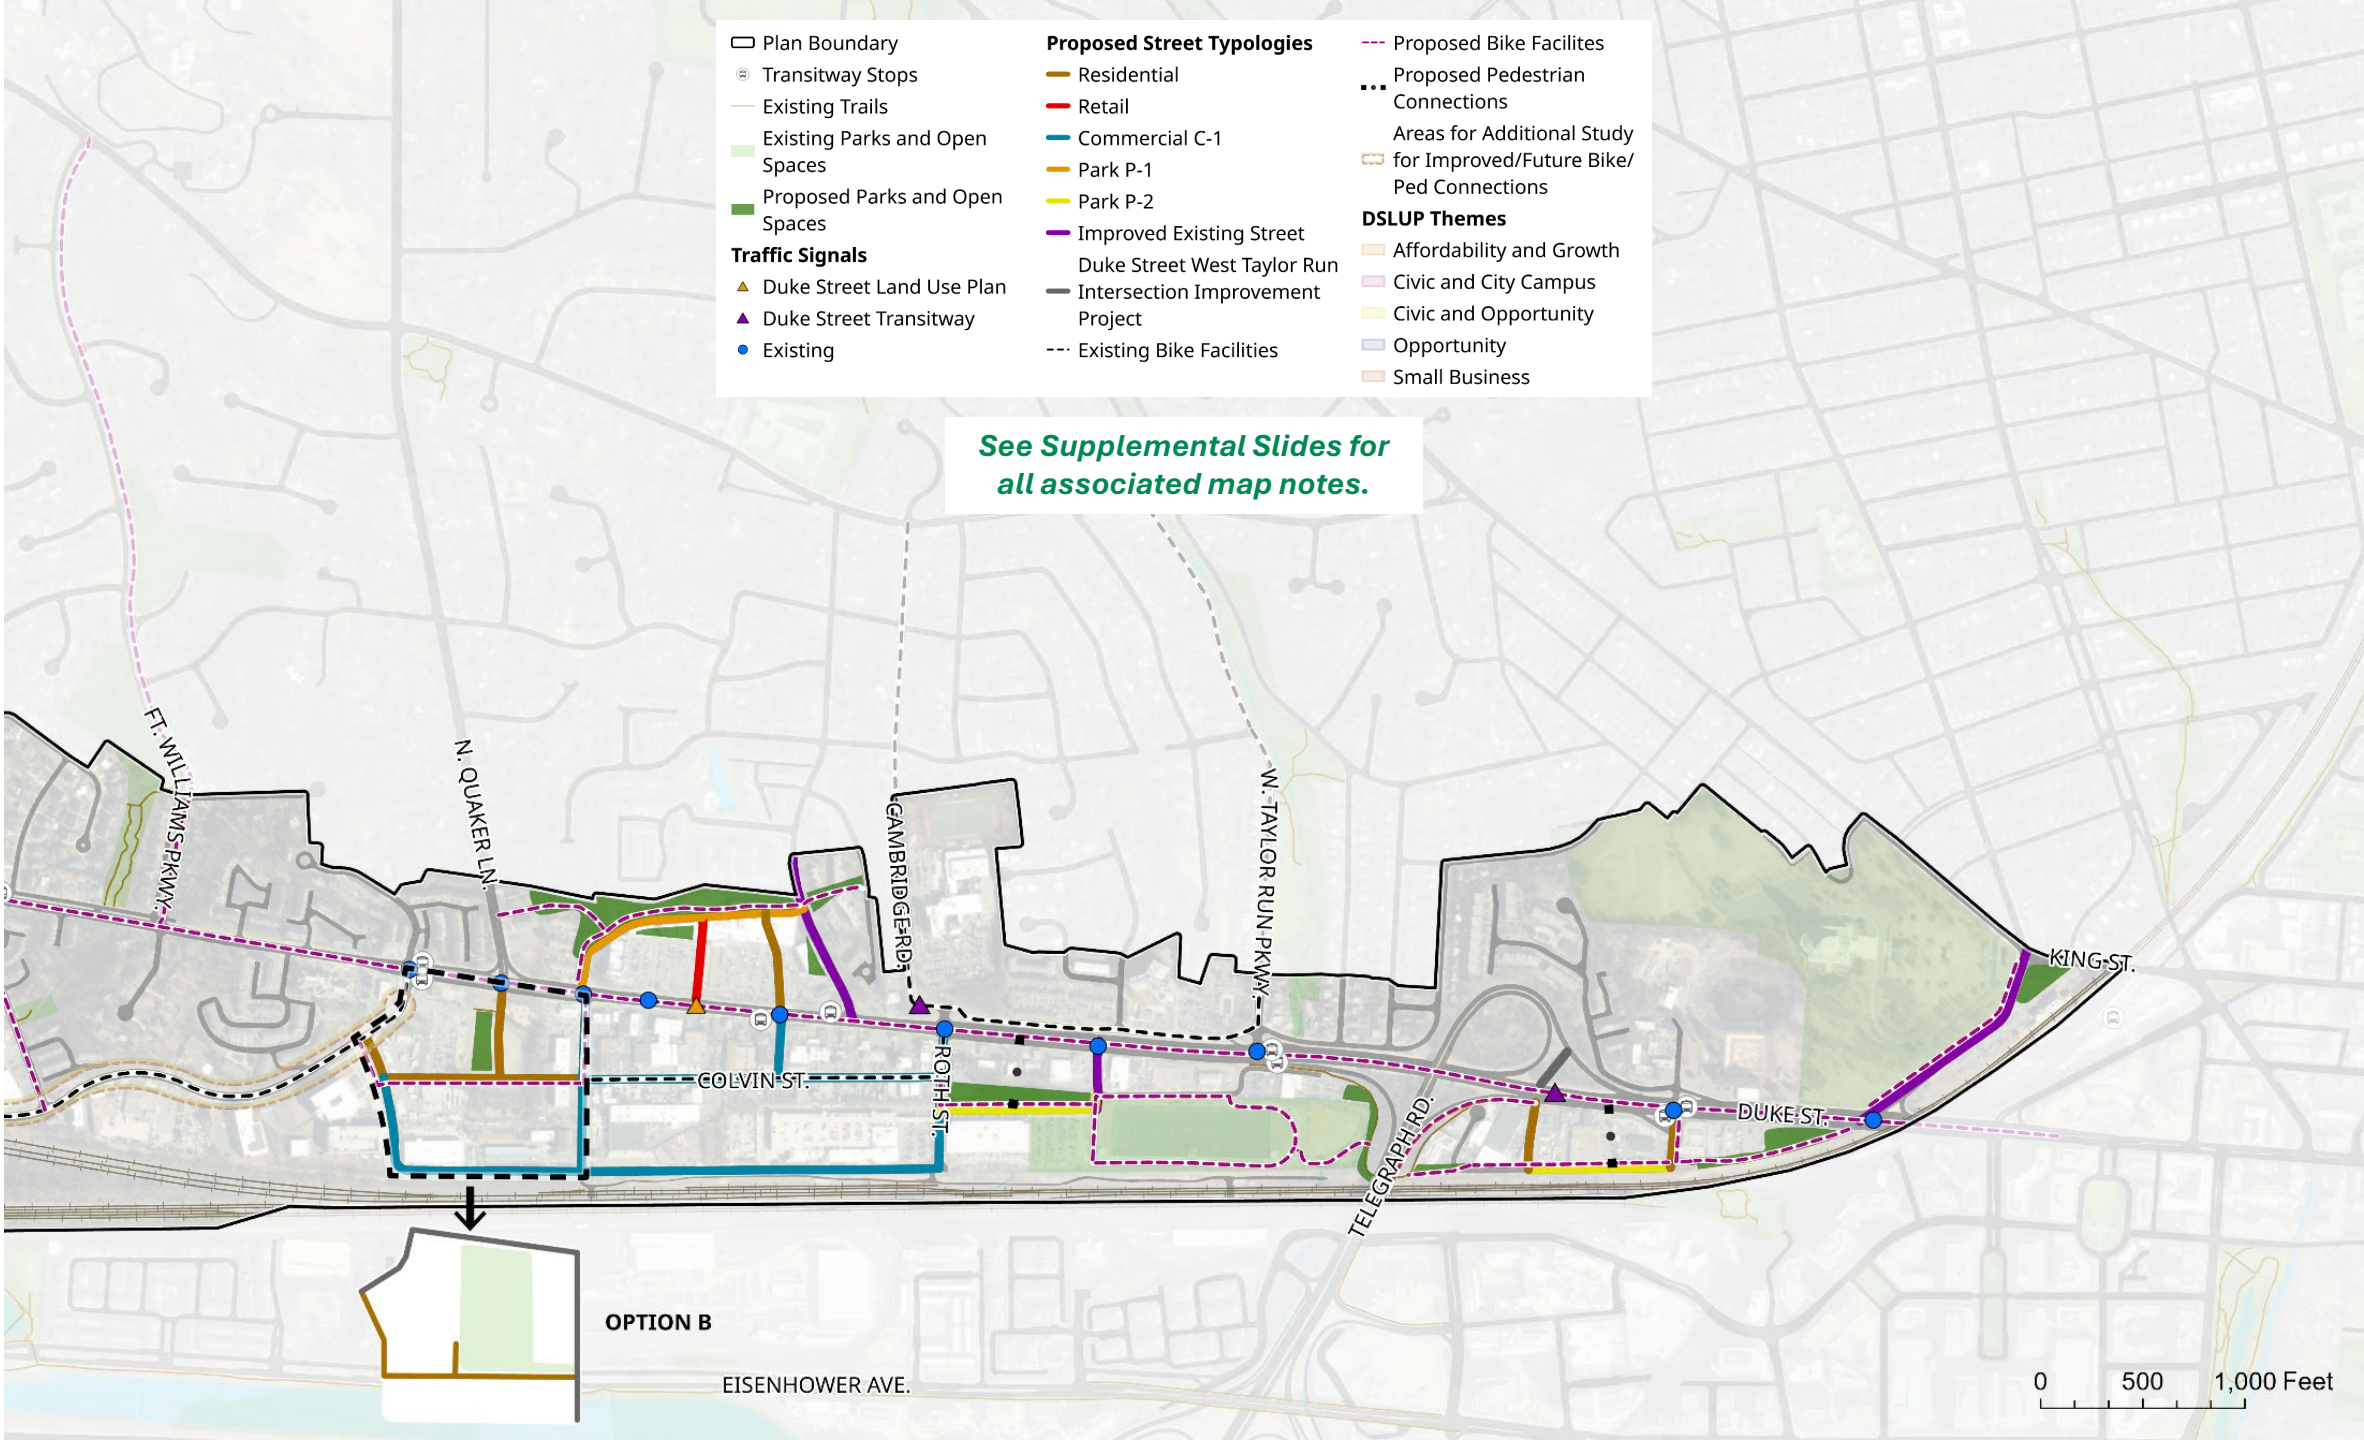 Plan Boundary
Transitway Stops
Existing Trails
Existing Parks and Open
Spaces
Proposed Parks and Open
Spaces
Traffic Signals
Duke Street Land Use Plan
Duke Street Transitway
Existing
Proposed Street Typologies
Residential
Retail
Commercial C-1
Park P-1
Park P-2
Improved Existing Street
Duke Street West Taylor Run
Intersection Improvement
Project
Existing Bike Facilities
Proposed Bike Facilites
Proposed Pedestrian
Connections
Areas for Additional Study
for Improved/Future Bike/
Ped Connections
DSLUP Themes
Affordability and Growth
Civic and City Campus
Civic and Opportunity
Opportunity
Small Business
See Supplemental Slides for
all associated map notes.
FT. WILLIAMS PKWY.
N. QUAKER LN.
CAMBRIDGE RD.
W. TAYLOR RUN PKWY.
KING ST.
COLVIN ST.
ROTH ST.
DUKE ST.
TELEGRAPH RD.
OPTION B
EISENHOWER AVE.
0 500 1,000 Feet